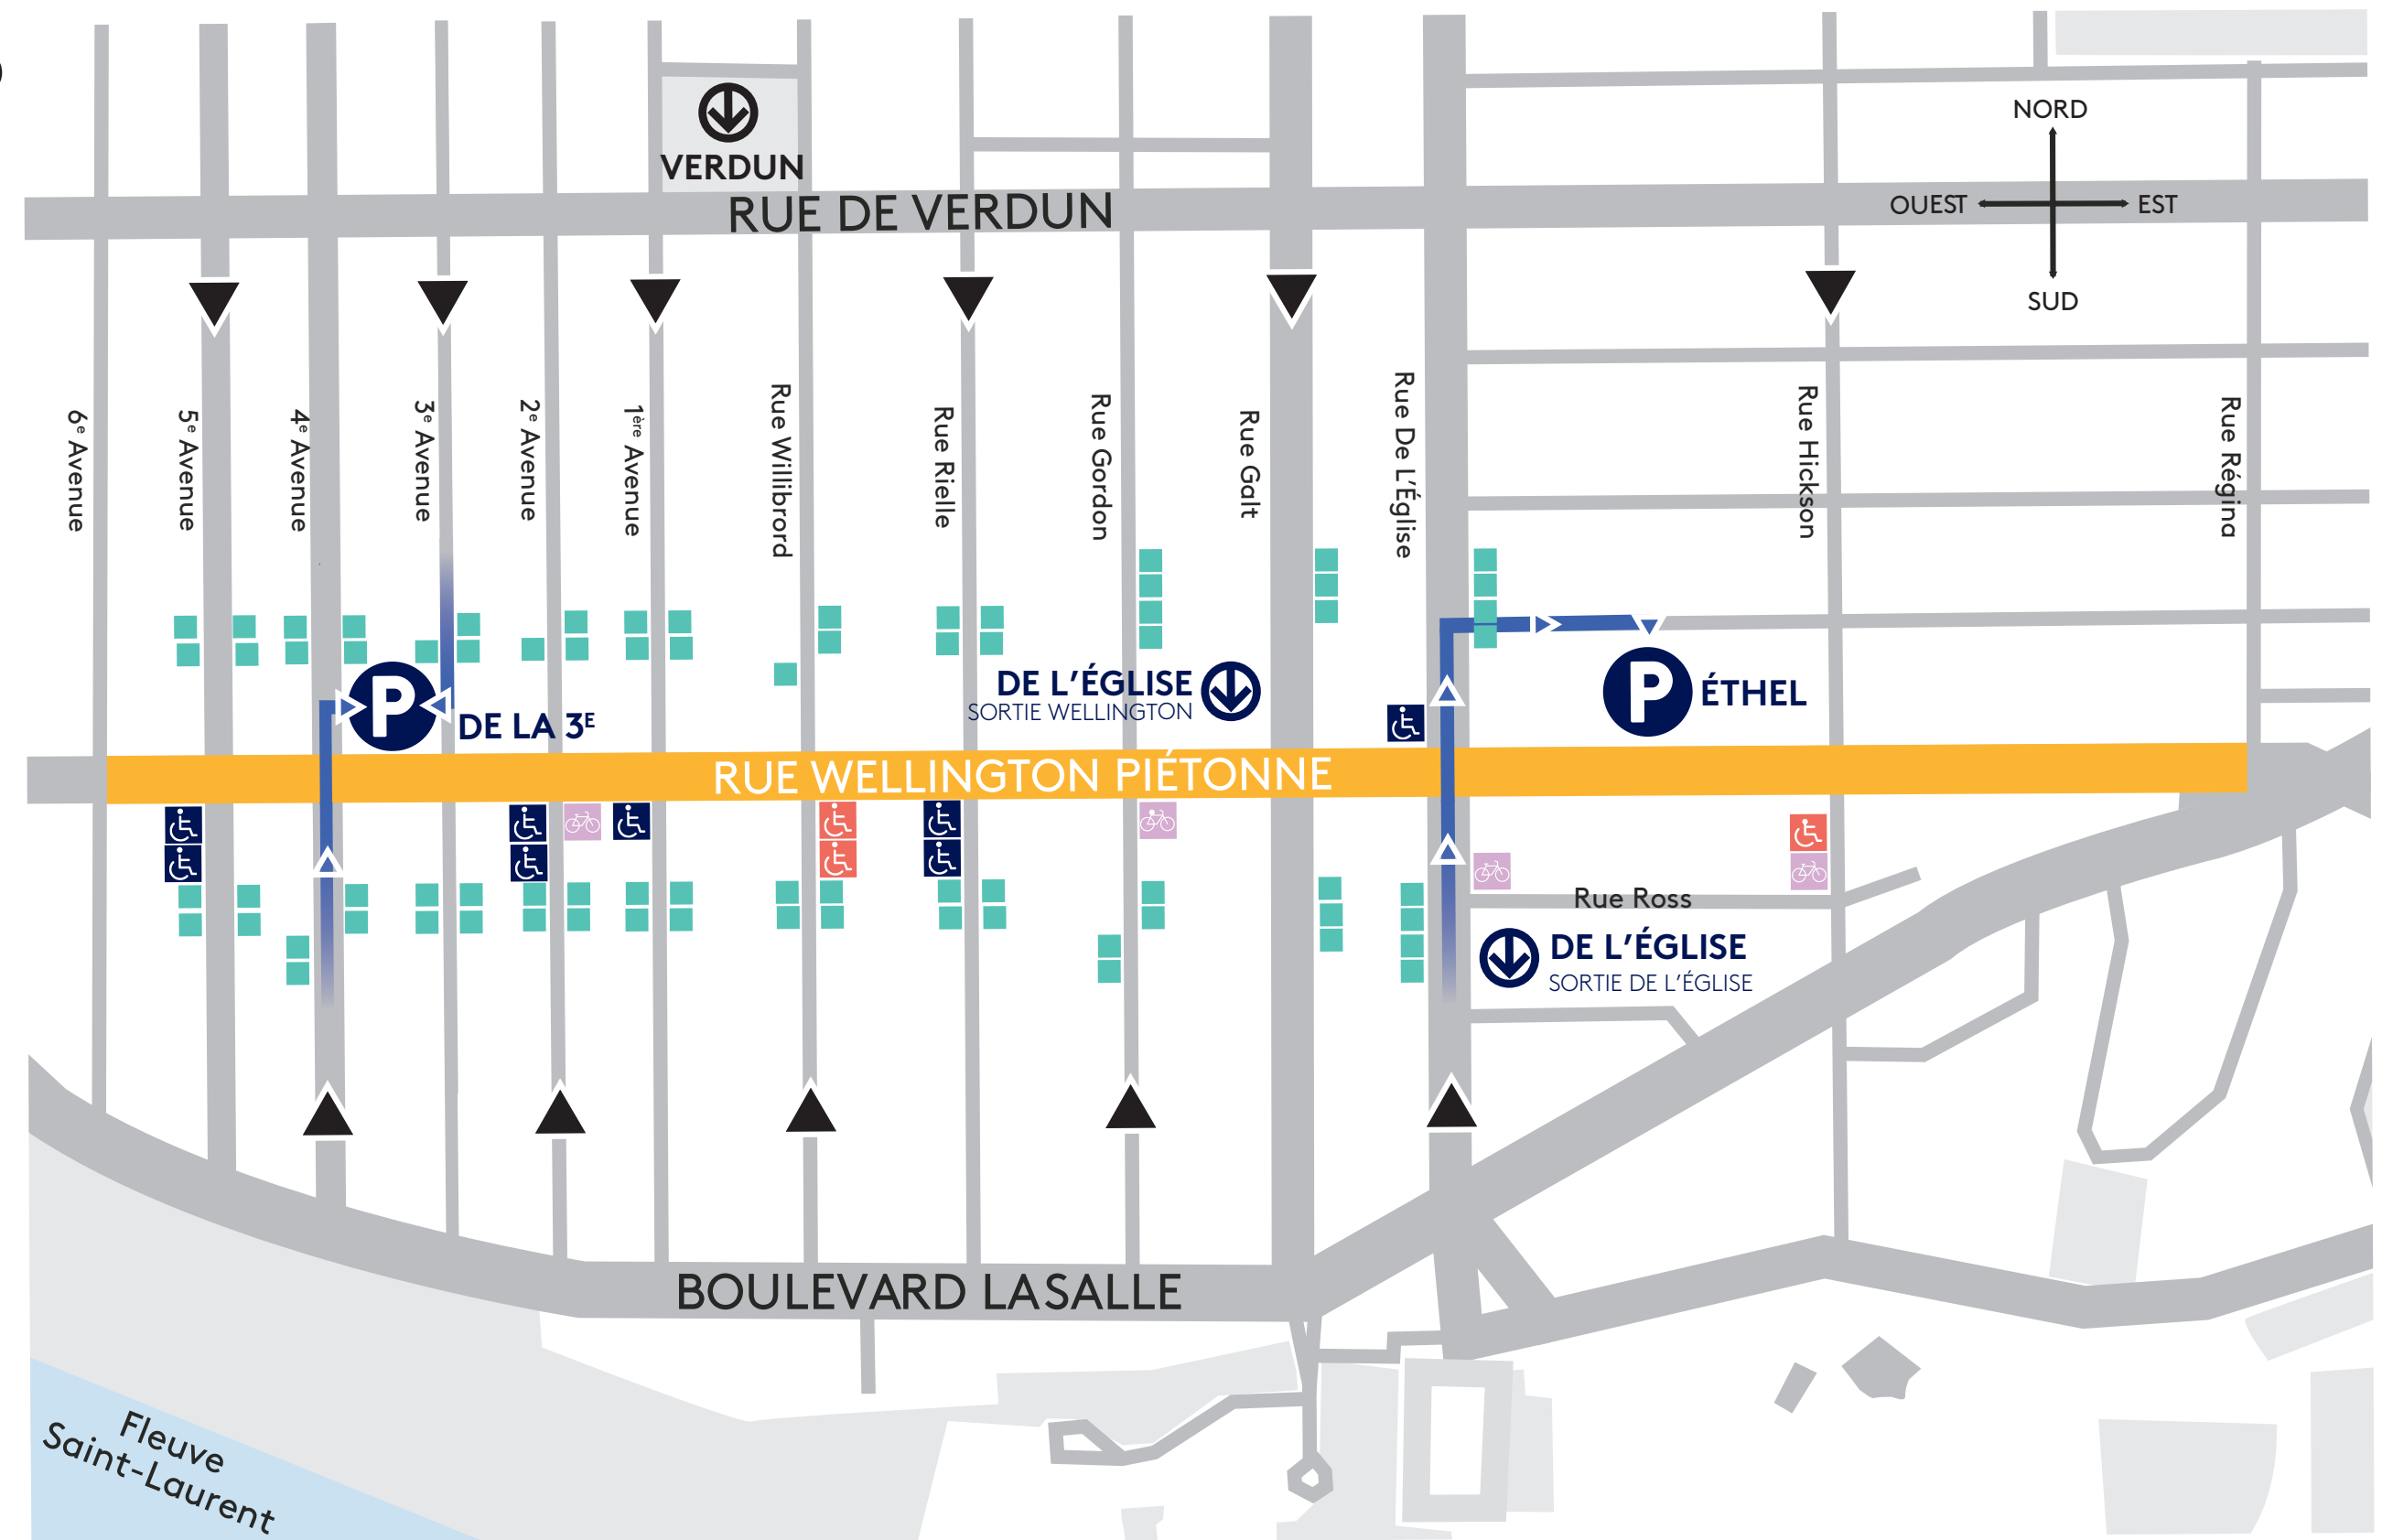 NORD
VERDUN
OUEST
EST
RUE DE VERDUN
SUD
6e Avenue
5e Avenue
4e Avenue
3e Avenue
2e Avenue
1ère Avenue
Rue Willibrord
Rue Rielle
Rue Gordon
Rue Galt
Rue De L'Église
Rue Hickson
Rue Régina
P
DE LA 3E
DE L'ÉGLISE
SORTIE WELLINGTON
P
ÉTHEL
RUE WELLINGTON PIÉTONNE
Rue Ross
DE L'ÉGLISE
SORTIE DE L'ÉGLISE
BOULEVARD LASALLE
Fleuve
Saint-Laurent